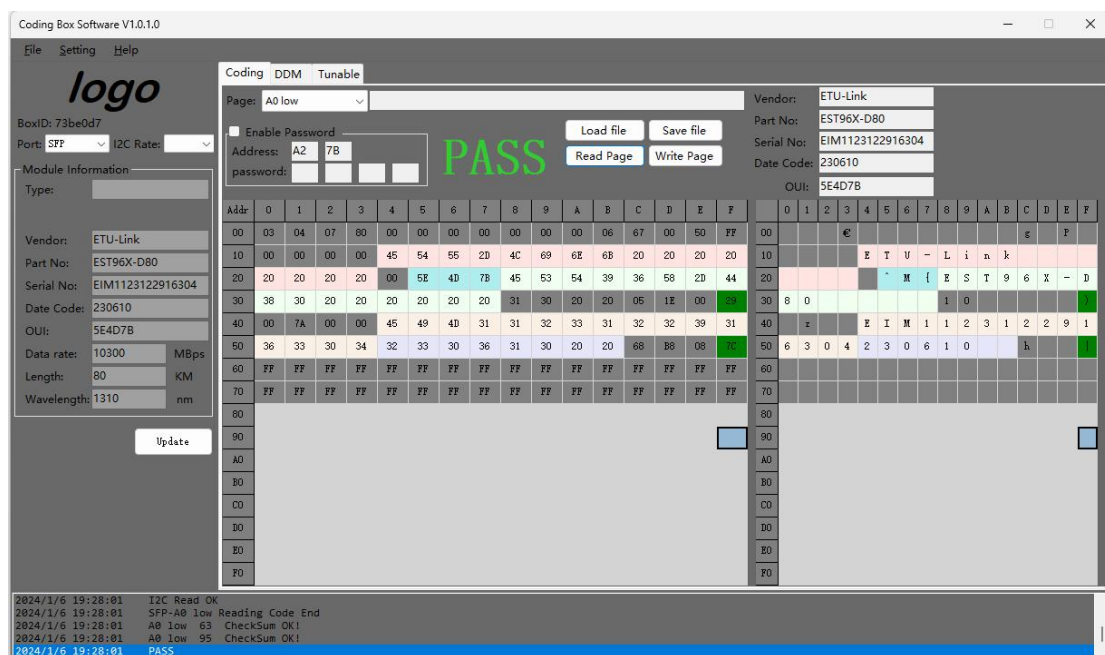 Coding Box Software V1.0.1.0
File Setting Help
logo
BoxID: 73be0d7
Port: SFP I2C Rate:
Module Information
Type:
Vendor: ETU-Link
Part No: EST96X-D80
Serial No: EIM1123122916304
Date Code: 230610
OUI: 5E4D7B
Data rate: 10300 MBps
Length: 80 KM
Wavelength: 1310 nm
Update
Coding DDM Tunable
Page: A0 low
Enable Password
Address: A2 7B
password:
PASS
Load file Save file
Read Page Write Page
Vendor: ETU-Link
Part No: EST96X-D80
Serial No: EIM1123122916304
Date Code: 230610
OUI: 5E4D7B
Addr 0 1 2 3 4 5 6 7 8 9 A B C D E F
00 03 04 07 80 00 00 00 00 00 00 00 06 67 00 50 FF
10 00 00 00 00 45 54 55 2D 4C 69 6E 6B 20 20 20 20
20 20 20 20 20 00 5E 4D 7B 45 53 54 39 36 58 2D 44
30 38 30 20 20 20 20 20 20 31 30 20 20 05 1E 00 29
40 00 7A 00 00 45 49 4D 31 31 32 33 31 32 32 39 31
50 36 33 30 34 32 33 30 36 31 30 20 20 68 B8 08 7C
60 FF FF FF FF FF FF FF FF FF FF FF FF FF FF FF FF
70 FF FF FF FF FF FF FF FF FF FF FF FF FF FF FF FF
80
90
A0
B0
C0
D0
E0
F0
0 1 2 3 4 5 6 7 8 9 A B C D E F
00 € g P
10 E T U - L i n k
20 ^ M { E S T 9 6 X - D
30 8 0 1 0 )
40 z E I M 1 1 2 3 1 2 2 9 1
50 6 3 0 4 2 3 0 6 1 0 h |
60
70
80
90
A0
B0
C0
D0
E0
F0
2024/1/6 19:28:01 I2C Read OK
2024/1/6 19:28:01 SFP-A0 low Reading Code End
2024/1/6 19:28:01 A0 low 63 CheckSum OK!
2024/1/6 19:28:01 A0 low 95 CheckSum OK!
2024/1/6 19:28:01 PASS